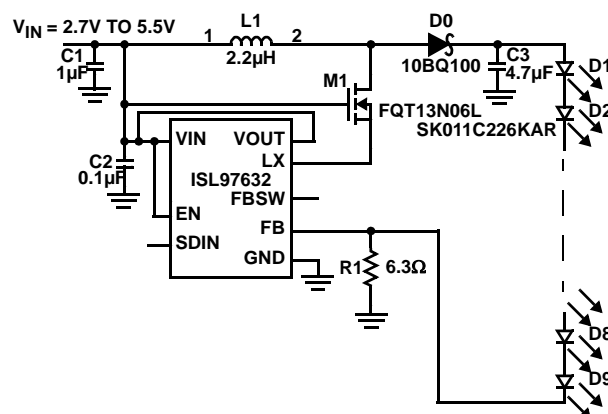 VIN = 2.7V TO 5.5V
L1
1 2
2.2µH
D0
10BQ100
C1
1µF
C3
4.7µF
D1
M1
FQT13N06L
SK011C226KAR
D2
C2
0.1µF
VIN VOUT
LX
ISL97632
FBSW
EN
FB
SDIN
GND
R1 6.3Ω
D8
D9